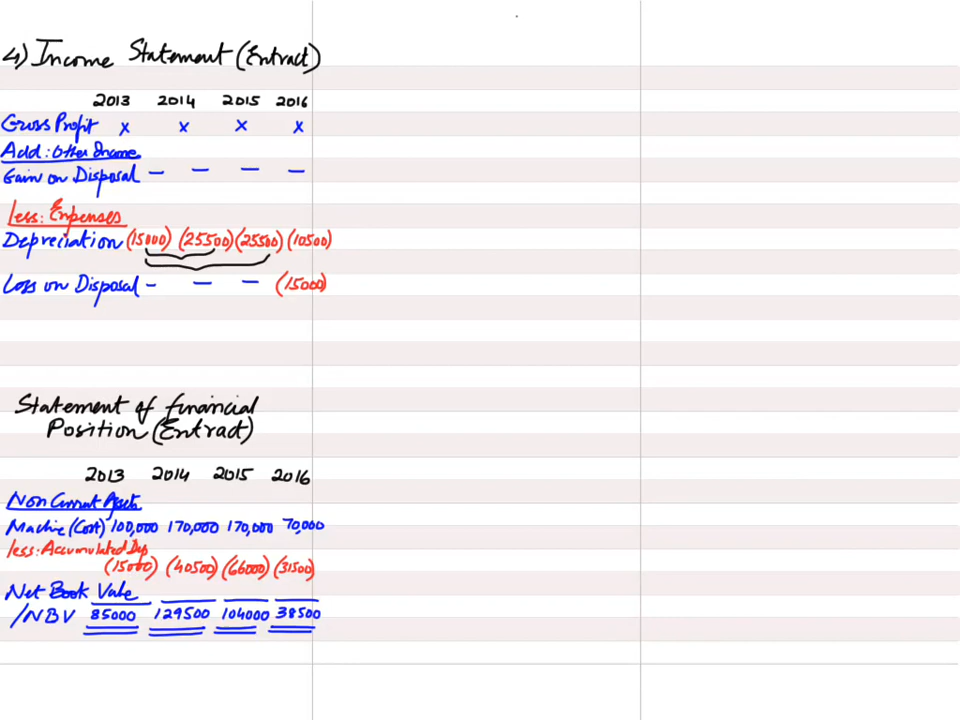 4) Income Statement (Extract)
2013 2014 2015 2016
Gross Profit x x x x
Add: Other Income
Gain on Disposal — — — —
Less: Expenses
Depreciation (15000) (25500) (25500) (10500)
Loss on Disposal - — — (15000)
Statement of Financial
Position (Extract)
2013 2014 2015 2016
Non Current Assets
Machine (Cost) 100,000 170,000 170,000 70,000
less: Accumulated Dep
(15000) (40500) (66000) (31500)
Net Book Value
/NBV 85000 129500 104000 38500